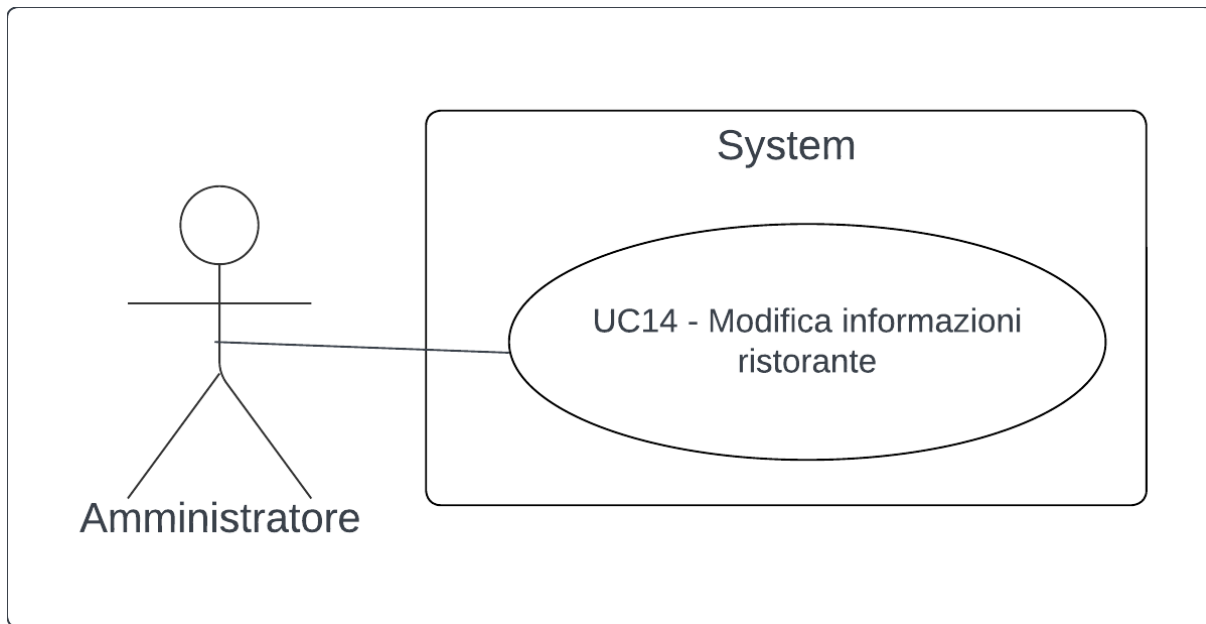 System
UC14 - Modifica informazioni
ristorante
Amministratore